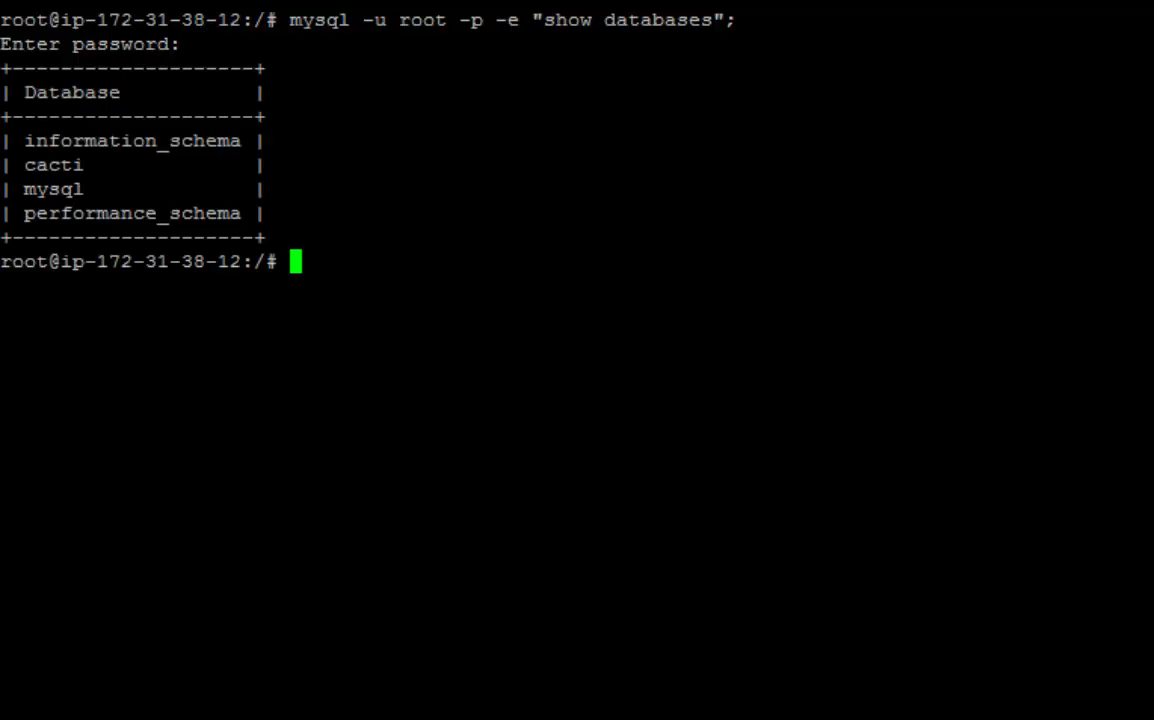 root@ip-172-31-38-12:/# mysql -u root -p -e "show databases";
Enter password:
+--------------------+
| Database           |
+--------------------+
| information_schema |
| cacti              |
| mysql              |
| performance_schema |
+--------------------+
root@ip-172-31-38-12:/#